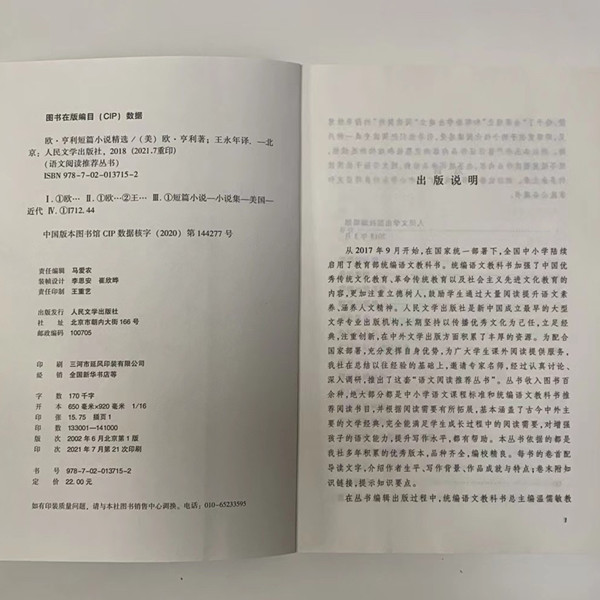 图书在版编目（CIP）数据
欧·亨利短篇小说精选/（美）欧·亨利著；王永年译.—北
京：人民文学出版社，2018（2021.7重印）
（语文阅读推荐丛书）
ISBN 978-7-02-013715-2
Ⅰ.①欧… Ⅱ.①欧…②王… Ⅲ.①短篇小说—小说集—美国—
近代 Ⅳ.①I712.44
中国版本图书馆CIP数据核字（2020）第144277号
责任编辑 马爱农
装帧设计 李思安 崔欣晔
责任印制 王重艺
出版发行 人民文学出版社
社 址 北京市朝内大街166号
邮政编码 100705
印 刷 三河市延风印装有限公司
经 销 全国新华书店等
字 数 170千字
开 本 650毫米×920毫米 1/16
印 张 15.75 插页1
印 数 133001—141000
版 次 2002年6月北京第1版
印 次 2021年7月第21次印刷
书 号 978-7-02-013715-2
定 价 22.00元
如有印装质量问题，请与本社图书销售中心调换。电话：010-65233595
出版说明
从2017年9月开始，在国家统一部署下，全国中小学陆续
启用了教育部统编语文教科书。统编语文教科书加强了中国优
秀传统文化教育、革命传统教育以及社会主义先进文化教育的
内容，更加注重立德树人，鼓励学生通过大量阅读提升语文素
养、涵养人文精神。人民文学出版社是新中国成立最早的大型
文学专业出版机构，长期坚持以传播优秀文化为己任，立足经
典，注重创新，在中外文学出版方面积累了丰厚的资源。为配合
国家部署，充分发挥自身优势，为广大学生课外阅读提供服务，
我社在总结以往经验的基础上，邀请专家名师，经过认真讨论、
深入调研，推出了这套“语文阅读推荐丛书”。丛书收入图书百
余种，绝大部分都是中小学语文课程标准和统编语文教科书推
荐阅读书目，并根据阅读需要有所拓展，基本涵盖了古今中外主
要的文学经典，完全能满足学生成长过程中的阅读需要，对增强
孩子的语文能力，提升写作水平，都有帮助。本丛书依据的都是
我社多年积累的优秀版本，品种齐全，编校精良。每书的卷首配
导读文字，介绍作者生平、写作背景、作品成就与特点；卷末附知
识链接，提示知识要点。
在丛书编辑出版过程中，统编语文教科书总主编温儒敏教